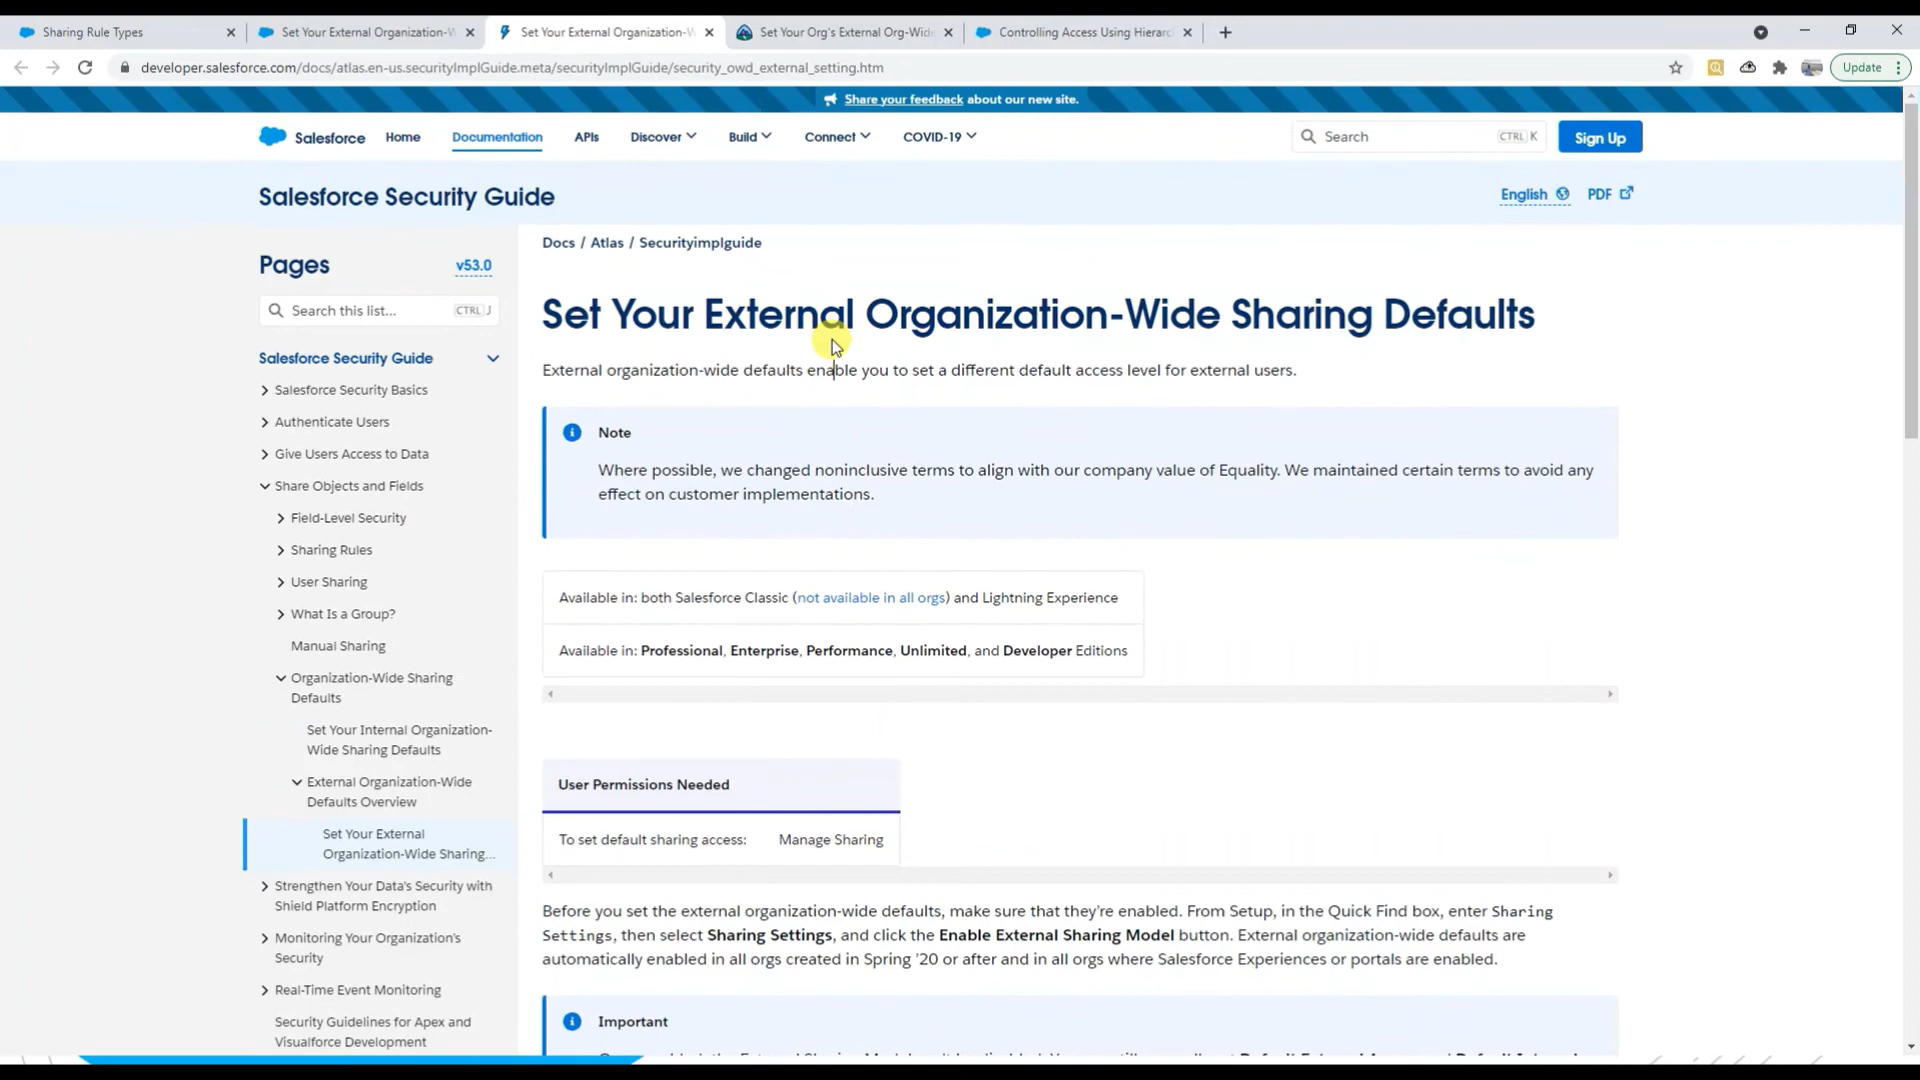 Sharing Rule Types
Set Your External Organization-W
Set Your External Organization-W
Set Your Org's External Org-Wid
Controlling Access Using Hierarc
developer.salesforce.com/docs/atlas.en-us.securityImplGuide.meta/securityImplGuide/security_owd_external_setting.htm
Update
Share your feedback about our new site.
Salesforce Home Documentation APIs Discover Build Connect COVID-19
Search CTRL K
Sign Up
Salesforce Security Guide
English PDF
Pages v53.0
Search this list... CTRL J
Salesforce Security Guide
Salesforce Security Basics
Authenticate Users
Give Users Access to Data
Share Objects and Fields
Field-Level Security
Sharing Rules
User Sharing
What Is a Group?
Manual Sharing
Organization-Wide Sharing
Defaults
Set Your Internal Organization-
Wide Sharing Defaults
External Organization-Wide
Defaults Overview
Set Your External
Organization-Wide Sharing...
Strengthen Your Data's Security with
Shield Platform Encryption
Monitoring Your Organization's
Security
Real-Time Event Monitoring
Security Guidelines for Apex and
Visualforce Development
Docs / Atlas / Securityimplguide
Set Your External Organization-Wide Sharing Defaults
External organization-wide defaults enable you to set a different default access level for external users.
Note
Where possible, we changed noninclusive terms to align with our company value of Equality. We maintained certain terms to avoid any
effect on customer implementations.
Available in: both Salesforce Classic (not available in all orgs) and Lightning Experience
Available in: Professional, Enterprise, Performance, Unlimited, and Developer Editions
User Permissions Needed
To set default sharing access: Manage Sharing
Before you set the external organization-wide defaults, make sure that they're enabled. From Setup, in the Quick Find box, enter Sharing
Settings, then select Sharing Settings, and click the Enable External Sharing Model button. External organization-wide defaults are
automatically enabled in all orgs created in Spring '20 or after and in all orgs where Salesforce Experiences or portals are enabled.
Important